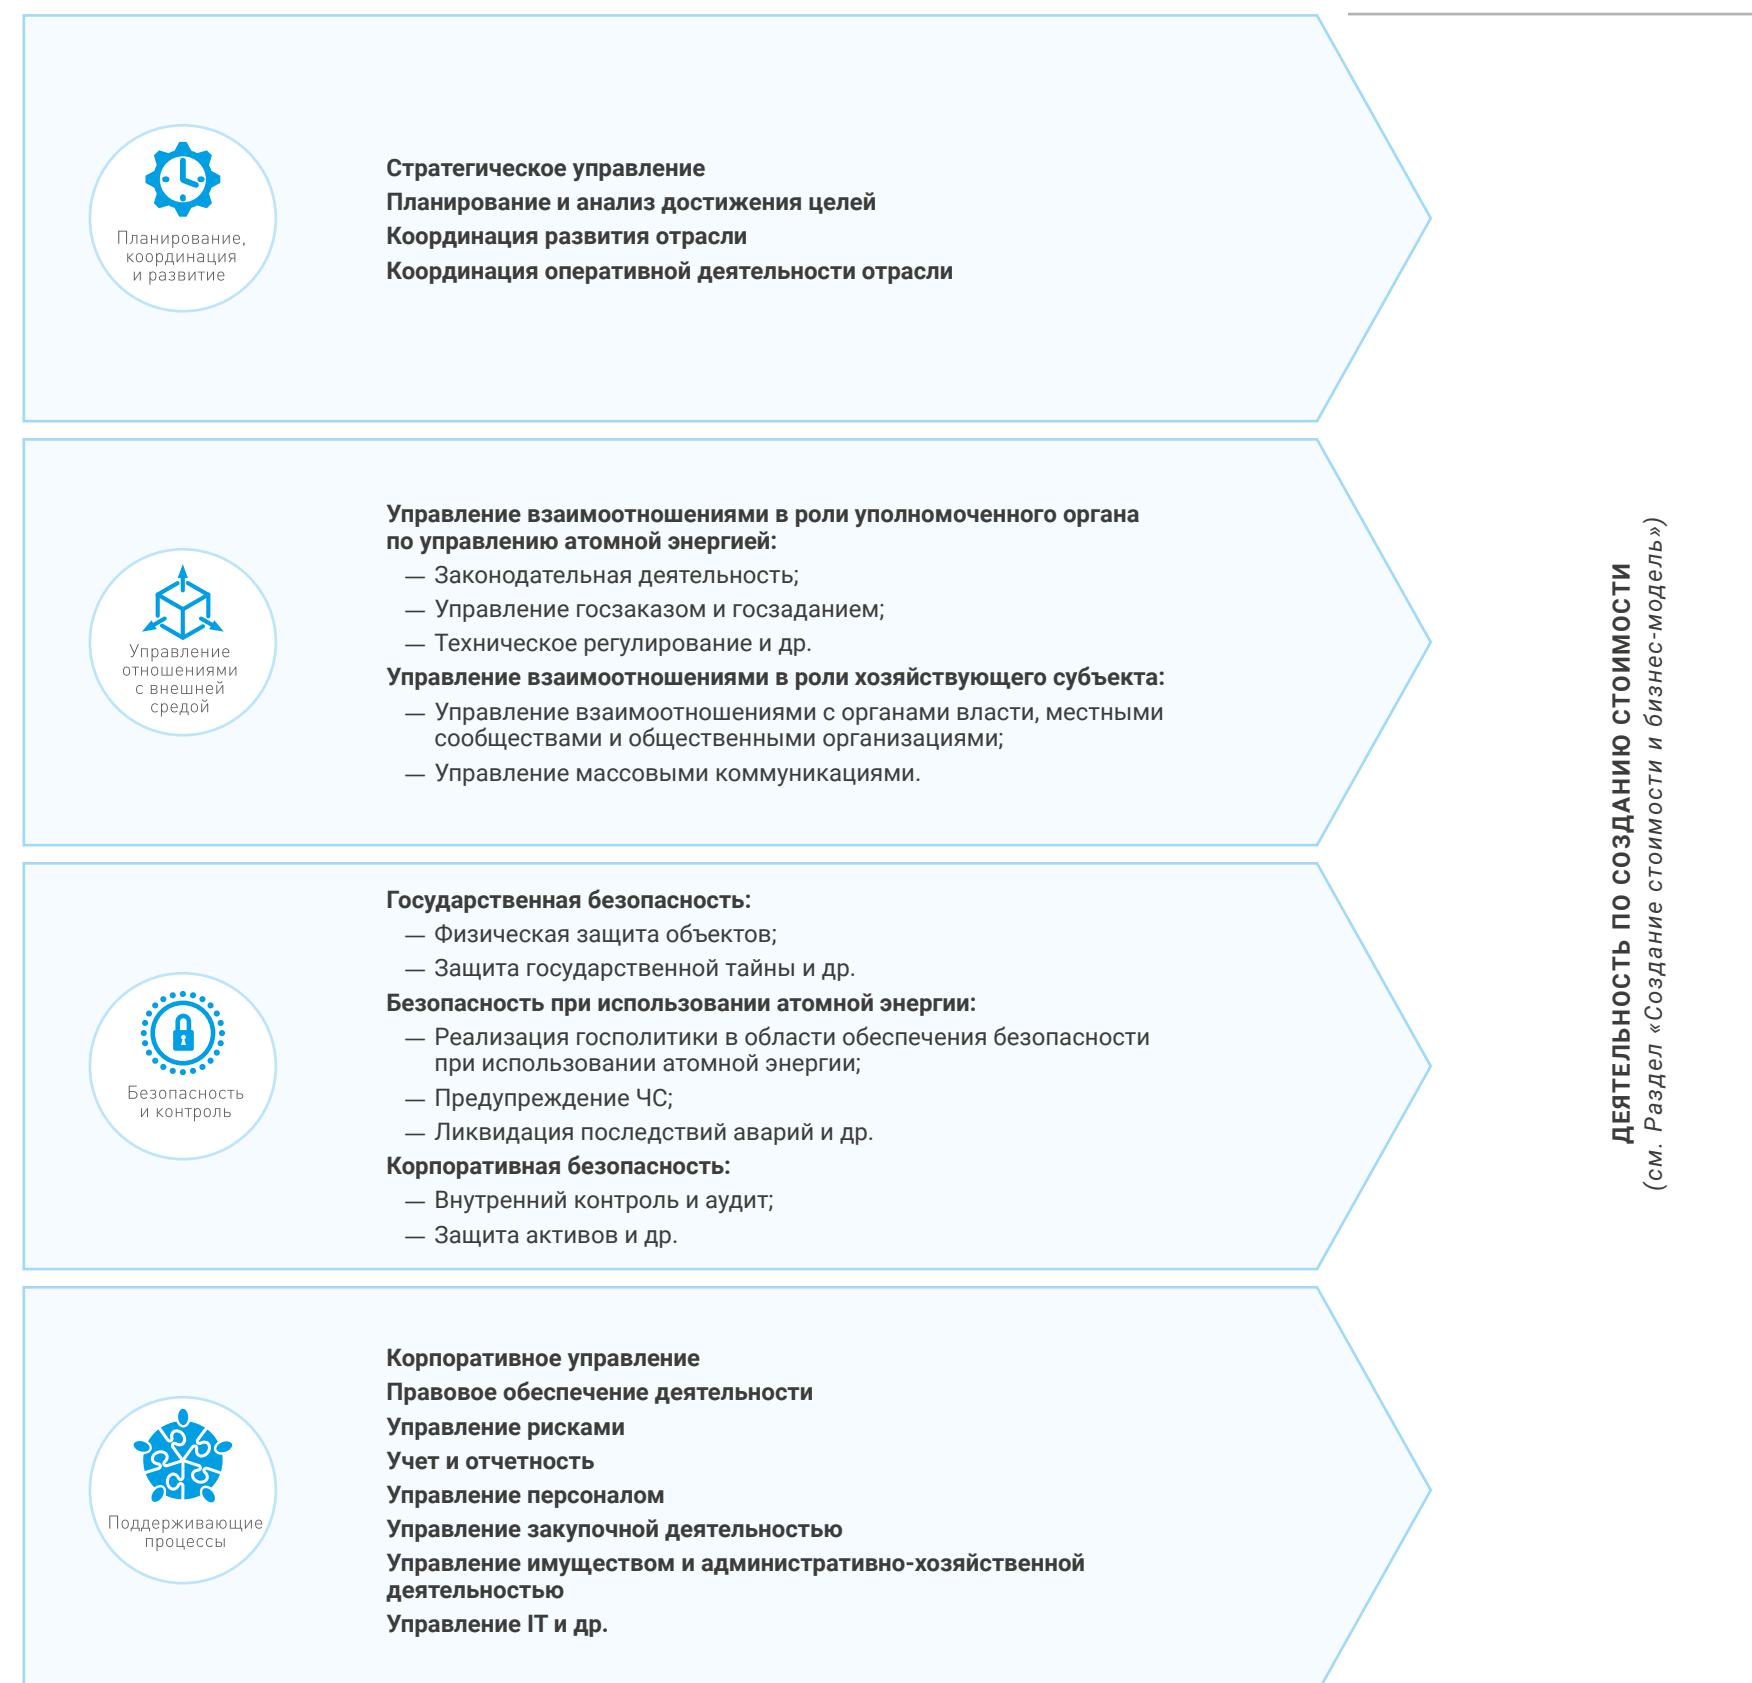 Планирование,
координация
и развитие
Стратегическое управление
Планирование и анализ достижения целей
Координация развития отрасли
Координация оперативной деятельности отрасли
Управление
отношениями
с внешней
средой
Управление взаимоотношениями в роли уполномоченного органа
по управлению атомной энергией:
— Законодательная деятельность;
— Управление госзаказом и госзаданием;
— Техническое регулирование и др.
Управление взаимоотношениями в роли хозяйствующего субъекта:
— Управление взаимоотношениями с органами власти, местными
сообществами и общественными организациями;
— Управление массовыми коммуникациями.
Безопасность
и контроль
Государственная безопасность:
— Физическая защита объектов;
— Защита государственной тайны и др.
Безопасность при использовании атомной энергии:
— Реализация госполитики в области обеспечения безопасности
при использовании атомной энергии;
— Предупреждение ЧС;
— Ликвидация последствий аварий и др.
Корпоративная безопасность:
— Внутренний контроль и аудит;
— Защита активов и др.
Поддерживающие
процессы
Корпоративное управление
Правовое обеспечение деятельности
Управление рисками
Учет и отчетность
Управление персоналом
Управление закупочной деятельностью
Управление имуществом и административно-хозяйственной
деятельностью
Управление IT и др.
ДЕЯТЕЛЬНОСТЬ ПО СОЗДАНИЮ СТОИМОСТИ
(см. Раздел «Создание стоимости и бизнес-модель»)